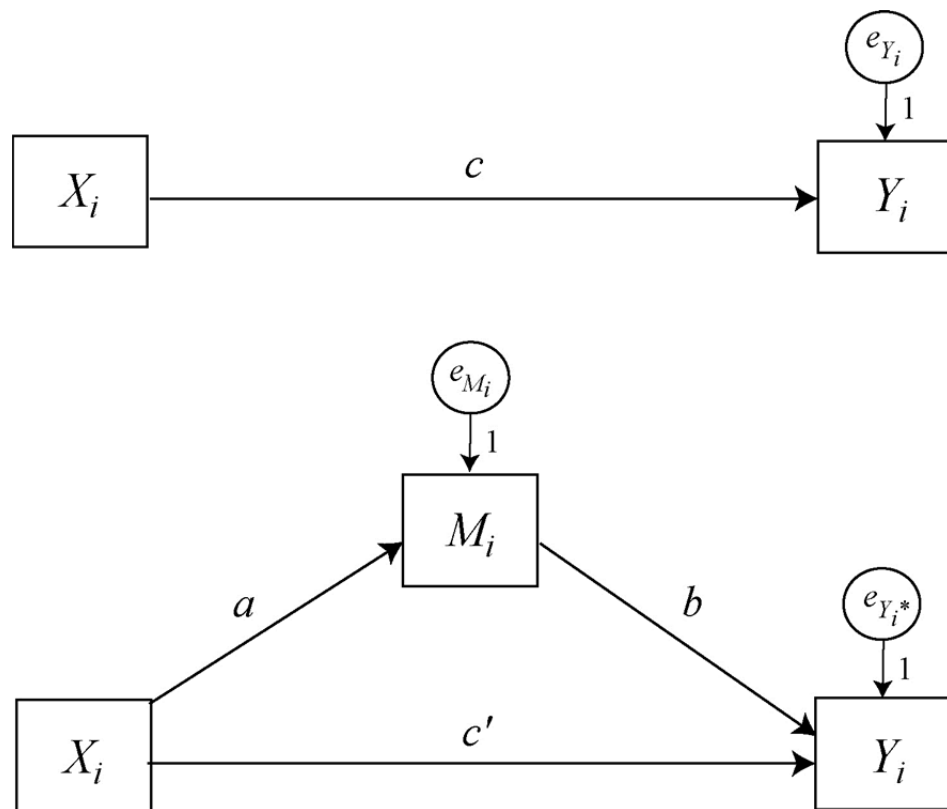 e_{Y_i}
1
X_i
c
Y_i
e_{M_i}
1
M_i
a
b
e_{Y_i*}
1
X_i
c'
Y_i